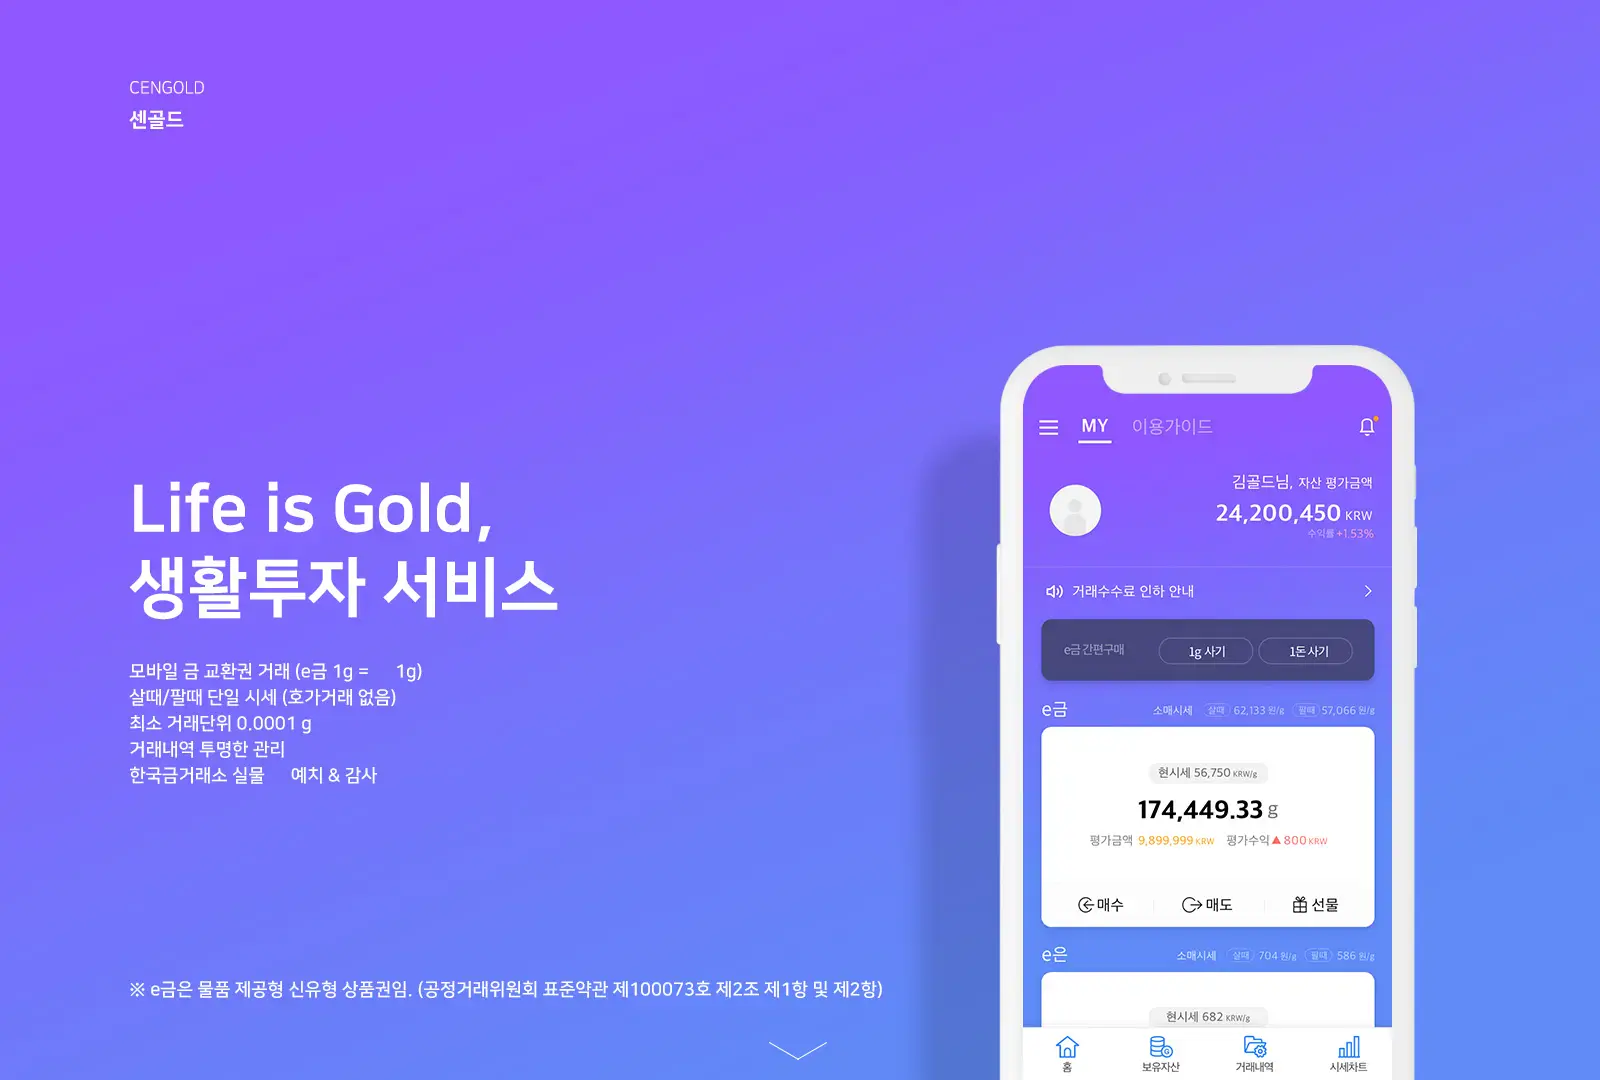 CENGOLD
센골드
Life is Gold,
생활투자 서비스
모바일 금 교환권 거래 (e금 1g = 1g)
살때/팔때 단일 시세 (호가거래 없음)
최소 거래단위 0.0001 g
거래내역 투명한 관리
한국금거래소 실물 예치 & 감사
※ e금은 물품 제공형 신유형 상품권임. (공정거래위원회 표준약관 제100073호 제2조 제1항 및 제2항)
MY 이용가이드
김골드님, 자산 평가금액
24,200,450 KRW
수익률 +1.53%
거래수수료 인하 안내
e금 간편구매 1g 사기 1돈 사기
e금 소매시세 살때 62,133 원/g 팔때 57,066 원/g
현시세 56,750 KRW/g
174,449.33 g
평가금액 9,899,999 KRW 평가수익 ▲ 800 KRW
매수 매도 선물
e은 소매시세 살때 704 원/g 팔때 586 원/g
현시세 682 KRW/g
홈 보유자산 거래내역 시세차트